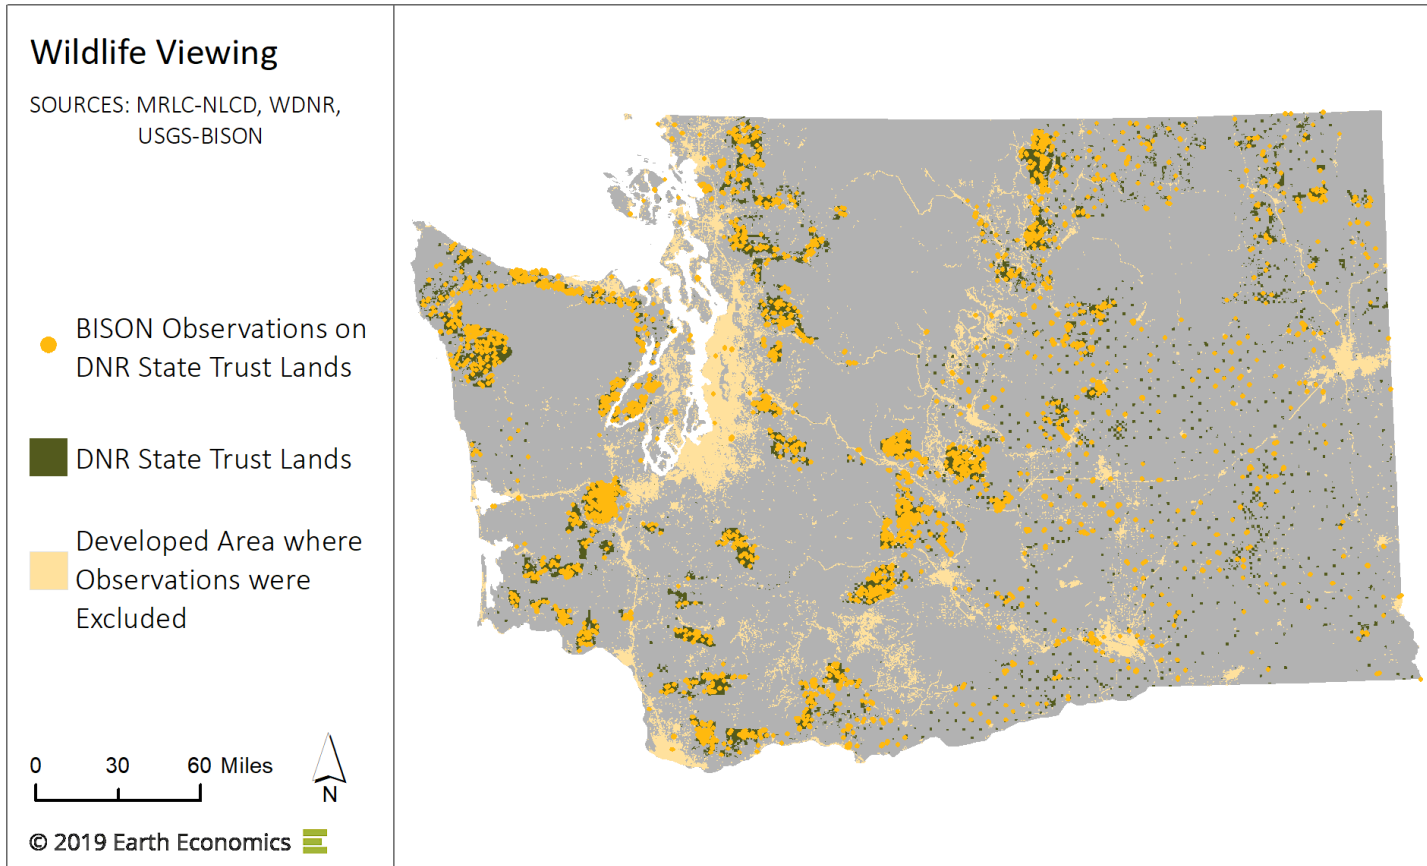 Wildlife Viewing
SOURCES: MRLC-NLCD, WDNR,
USGS-BISON
BISON Observations on
DNR State Trust Lands
DNR State Trust Lands
Developed Area where
Observations were
Excluded
0 30 60 Miles
N
© 2019 Earth Economics